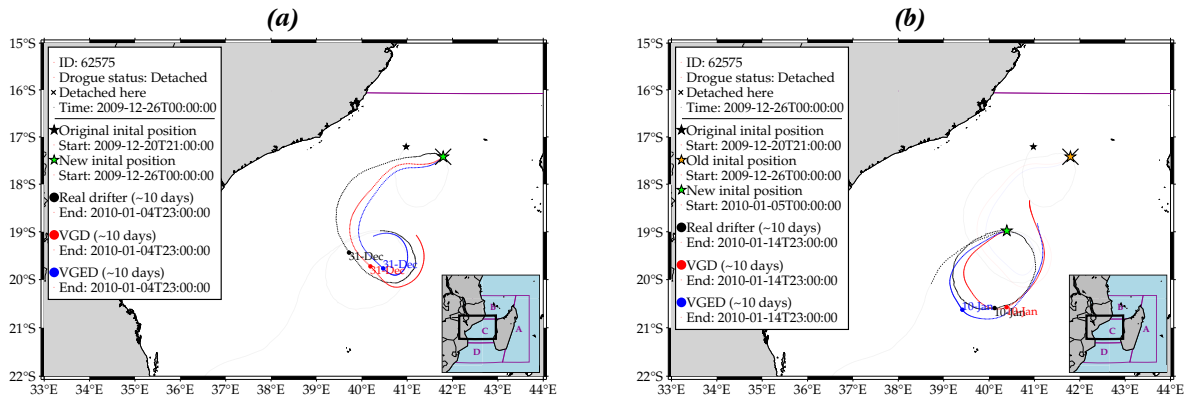 (a)
15°S
16°S
17°S
18°S
19°S
20°S
21°S
22°S
33°E 34°E 35°E 36°E 37°E 38°E 39°E 40°E 41°E 42°E 43°E 44°E
ID: 62575
Drogue status: Detached
Detached here
Time: 2009-12-26T00:00:00
Original inital position
Start: 2009-12-20T21:00:00
New inital position
Start: 2009-12-26T00:00:00
Real drifter (~10 days)
End: 2010-01-04T23:00:00
VGD (~10 days)
End: 2010-01-04T23:00:00
VGED (~10 days)
End: 2010-01-04T23:00:00
31-Dec
31-Dec
31-Dec
B
A
C
D
(b)
15°S
16°S
17°S
18°S
19°S
20°S
21°S
22°S
33°E 34°E 35°E 36°E 37°E 38°E 39°E 40°E 41°E 42°E 43°E 44°E
ID: 62575
Drogue status: Detached
Detached here
Time: 2009-12-26T00:00:00
Original inital position
Start: 2009-12-20T21:00:00
Old inital position
Start: 2009-12-26T00:00:00
New inital position
Start: 2010-01-05T00:00:00
Real drifter (~10 days)
End: 2010-01-14T23:00:00
VGD (~10 days)
End: 2010-01-14T23:00:00
VGED (~10 days)
End: 2010-01-14T23:00:00
10-Jan
10-Jan
10-Jan
B
A
C
D